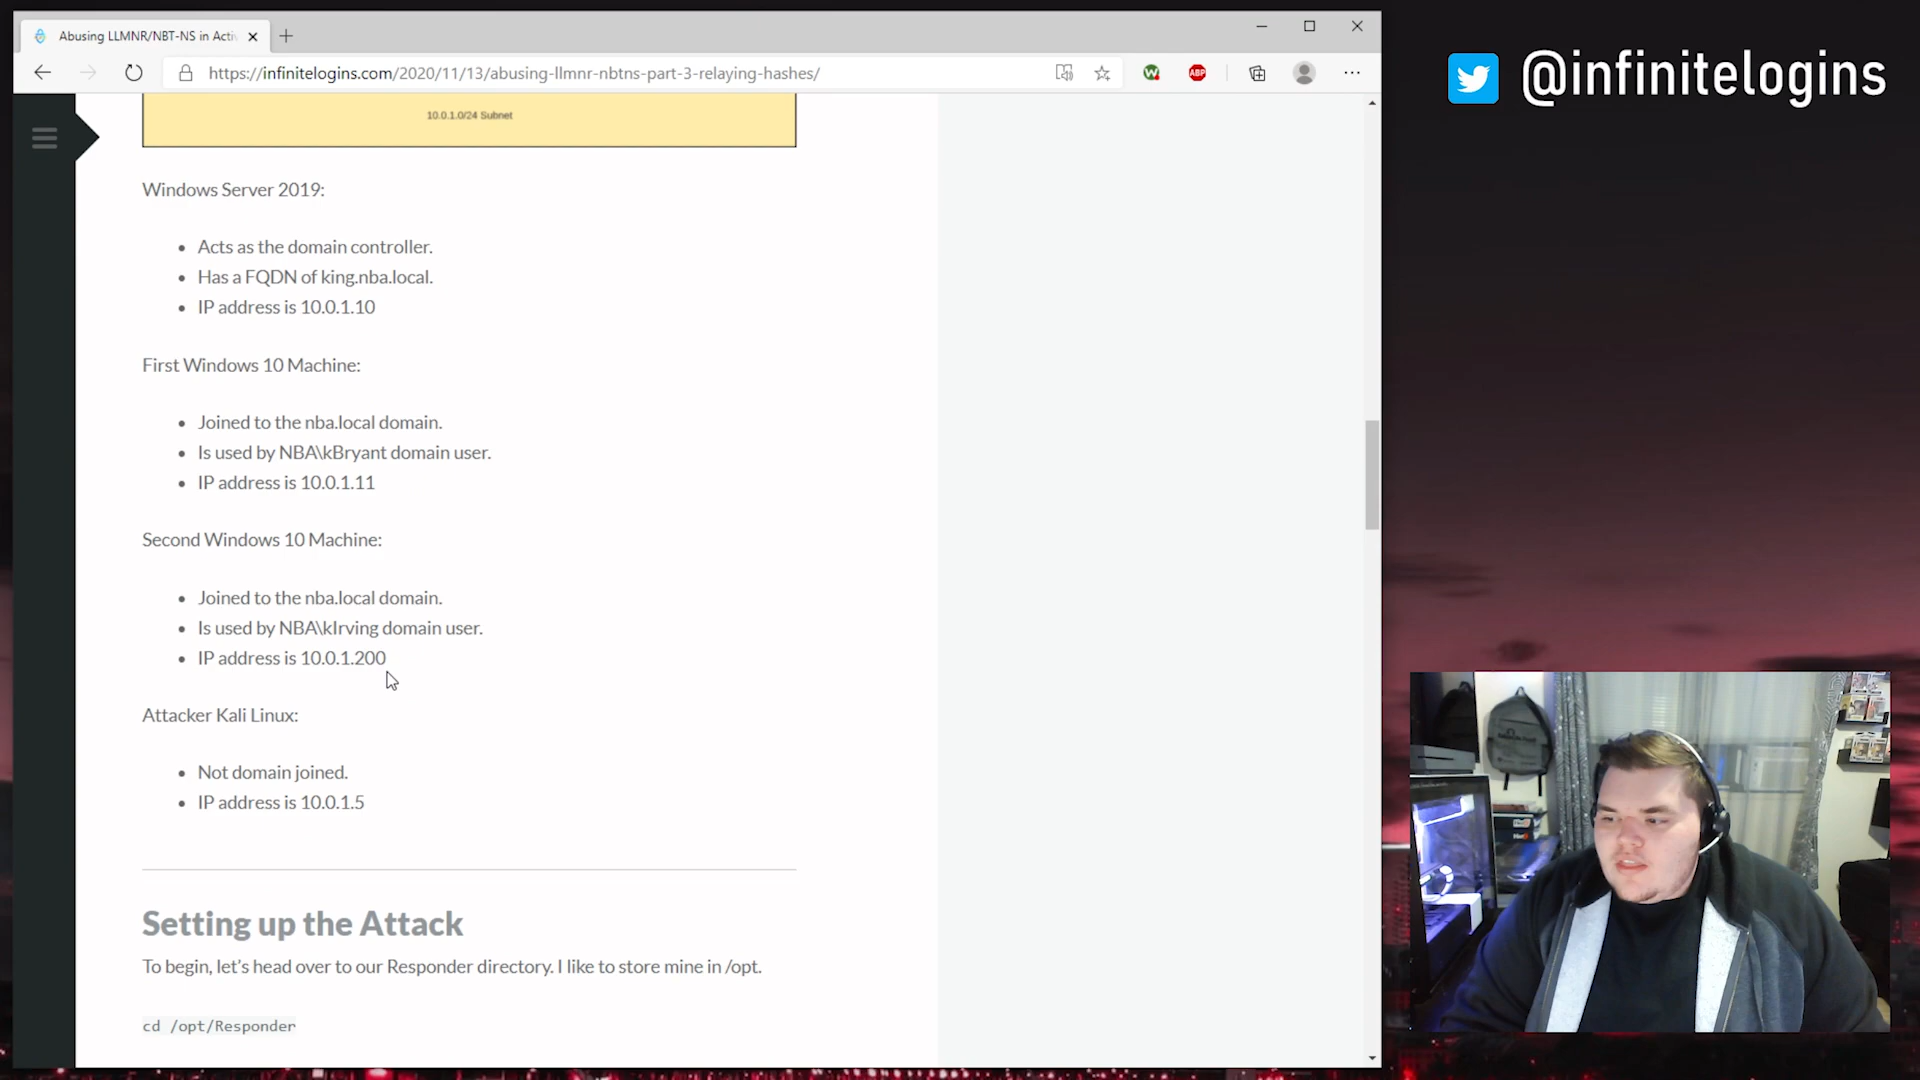 Abusing LLMNR/NBT-NS in Acti
@infinitelogins
https://infinitelogins.com/2020/11/13/abusing-llmnr-nbtns-part-3-relaying-hashes/
ABP
10.0.1.0/24 Subnet
Windows Server 2019:
Acts as the domain controller.
Has a FQDN of king.nba.local.
IP address is 10.0.1.10
First Windows 10 Machine:
Joined to the nba.local domain.
Is used by NBA\kBryant domain user.
IP address is 10.0.1.11
Second Windows 10 Machine:
Joined to the nba.local domain.
Is used by NBA\kIrving domain user.
IP address is 10.0.1.200
Attacker Kali Linux:
Not domain joined.
IP address is 10.0.1.5
Setting up the Attack
To begin, let's head over to our Responder directory. I like to store mine in /opt.
cd /opt/Responder